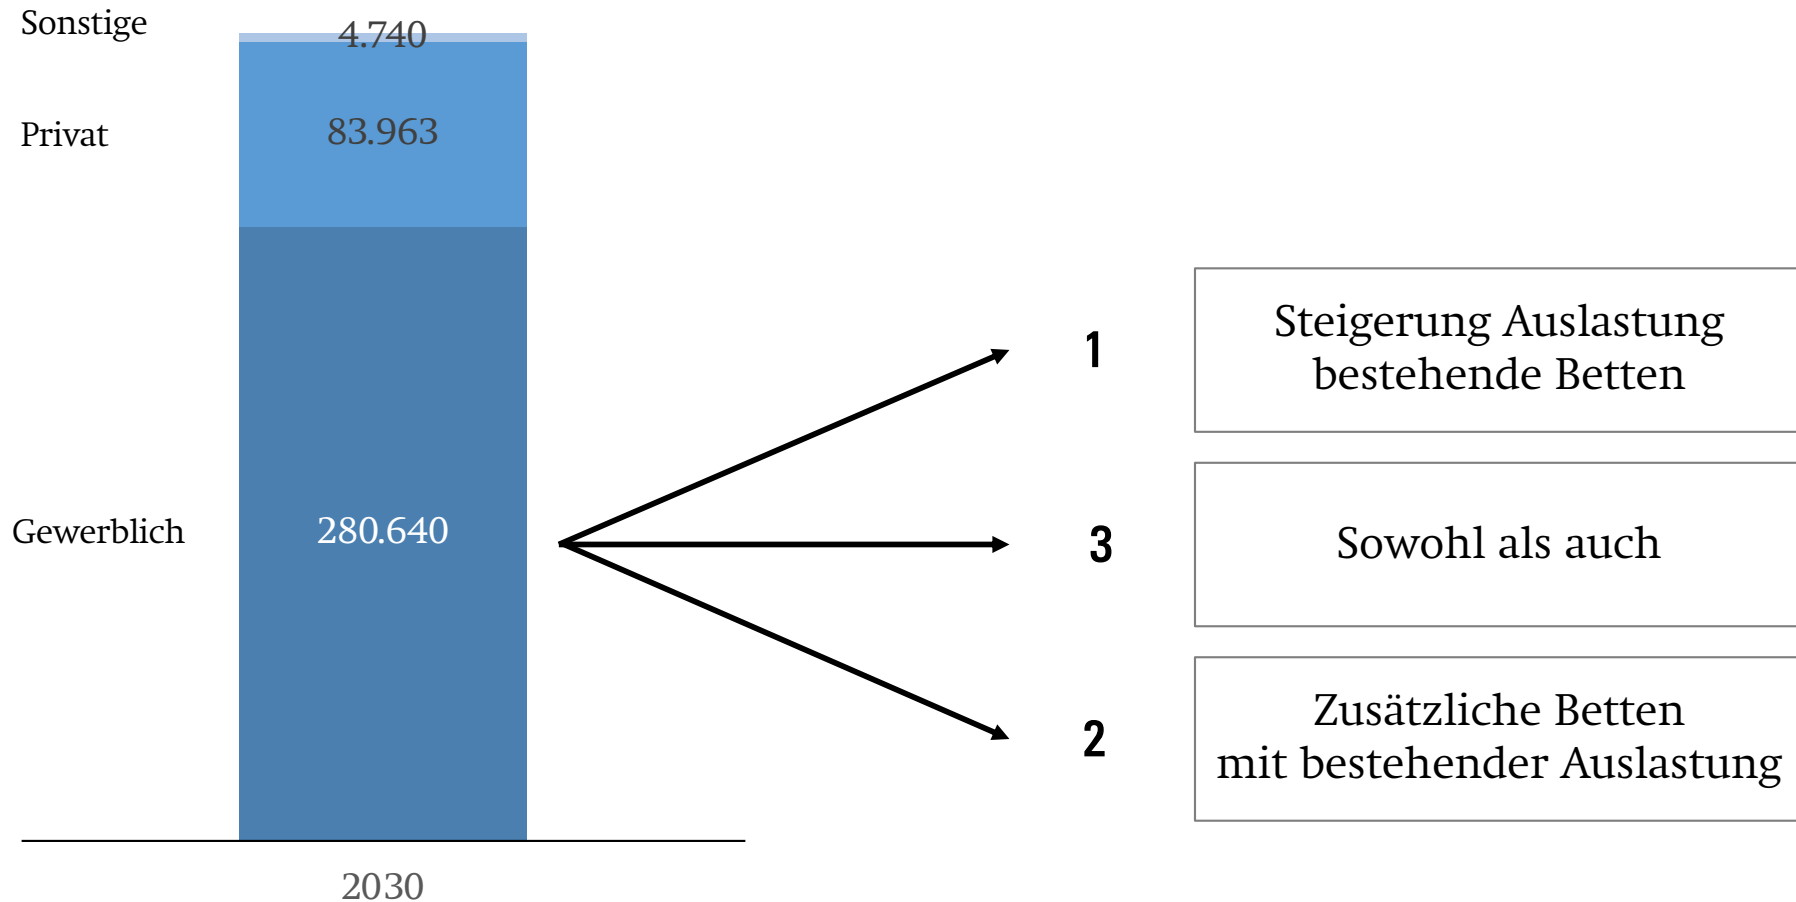 Sonstige
4.740
Privat
83.963
Gewerblich
280.640
2030
1
Steigerung Auslastung
bestehende Betten
3
Sowohl als auch
2
Zusätzliche Betten
mit bestehender Auslastung